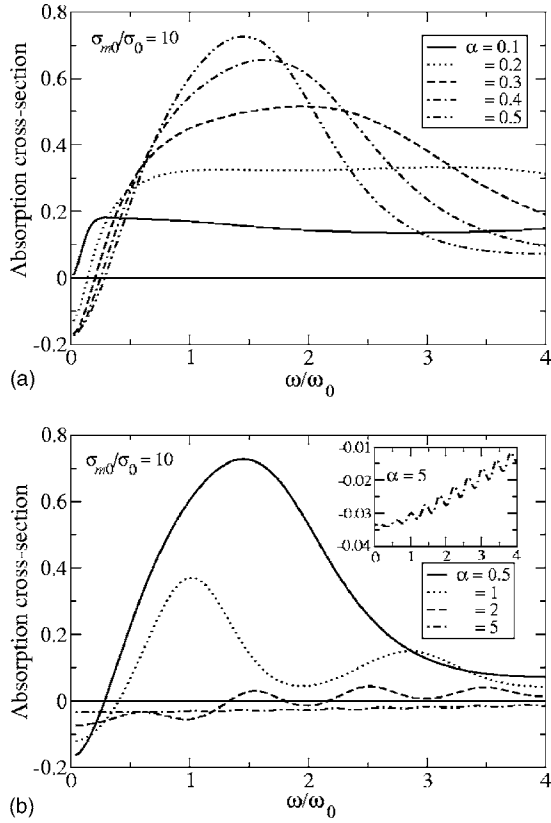 σm0/σ0 = 10
α = 0.1
= 0.2
= 0.3
= 0.4
= 0.5
0.8
0.6
0.4
0.2
0
-0.2
Absorption cross-section
0 1 2 3 4
ω/ω0
(a)
σm0/σ0 = 10
-0.01
-0.02
-0.03
-0.04
α = 5
0 1 2 3 4
α = 0.5
= 1
= 2
= 5
0.8
0.6
0.4
0.2
0
-0.2
Absorption cross-section
0 1 2 3 4
ω/ω0
(b)